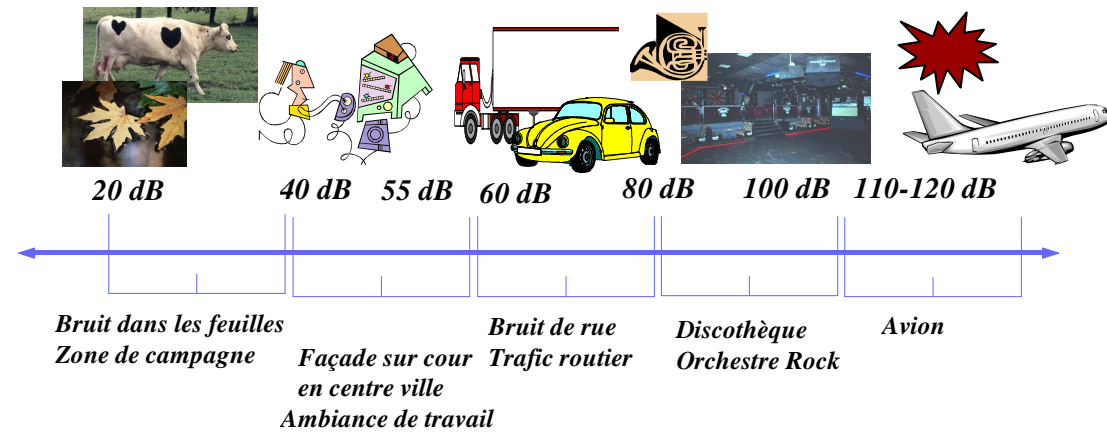 20 dB
40 dB
55 dB
60 dB
80 dB
100 dB
110-120 dB
Bruit dans les feuilles
Zone de campagne
Façade sur cour
en centre ville
Ambiance de travail
Bruit de rue
Trafic routier
Discothèque
Orchestre Rock
Avion